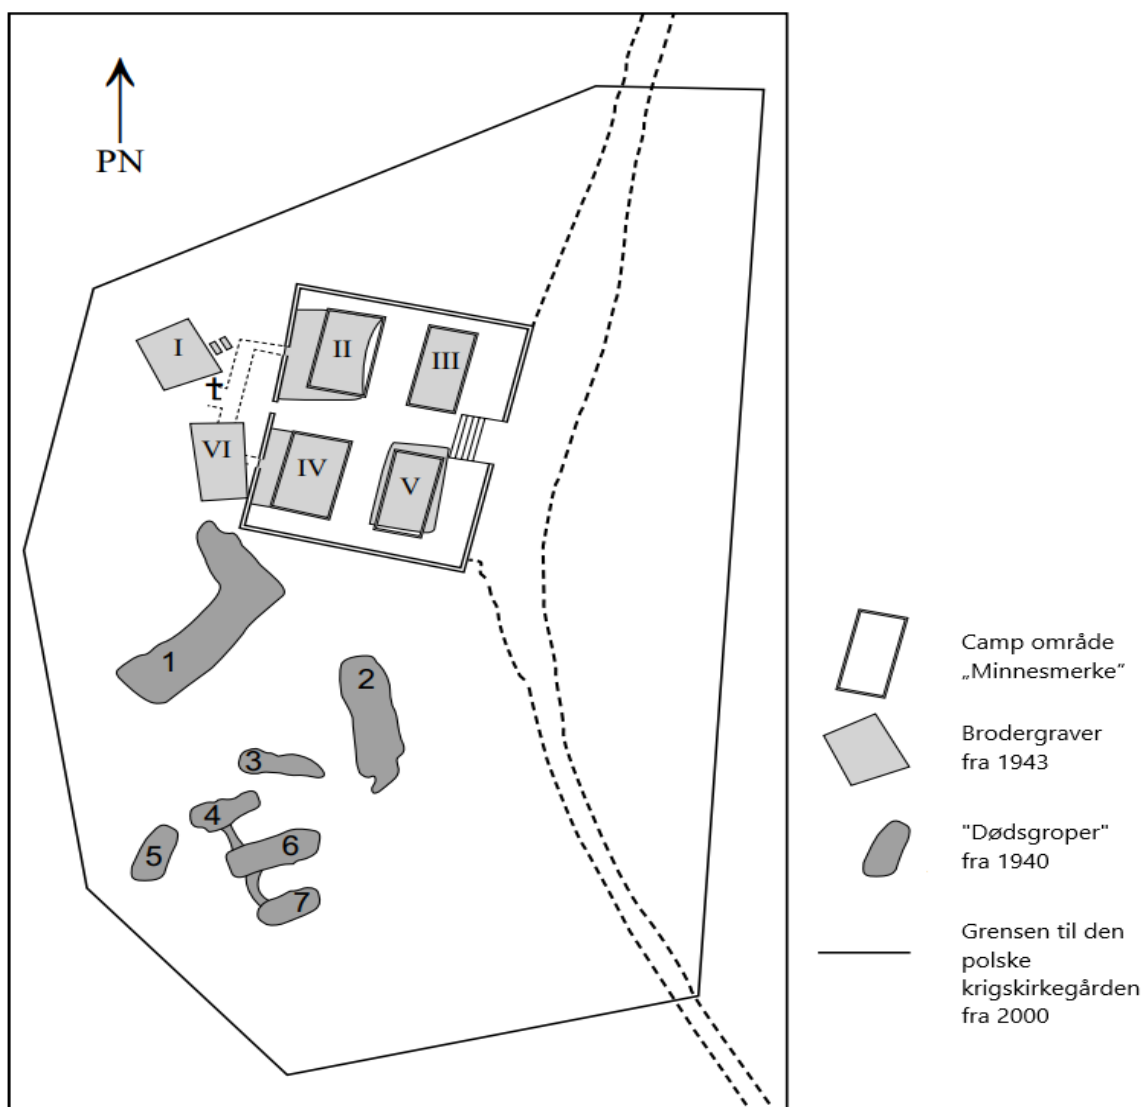 PN
I
II
III
VI
IV
V
1
2
3
4
5
6
7
Camp område
„Minnesmerke”
Brodergraver
fra 1943
"Dødsgroper"
fra 1940
Grensen til den
polske
krigskirkegården
fra 2000